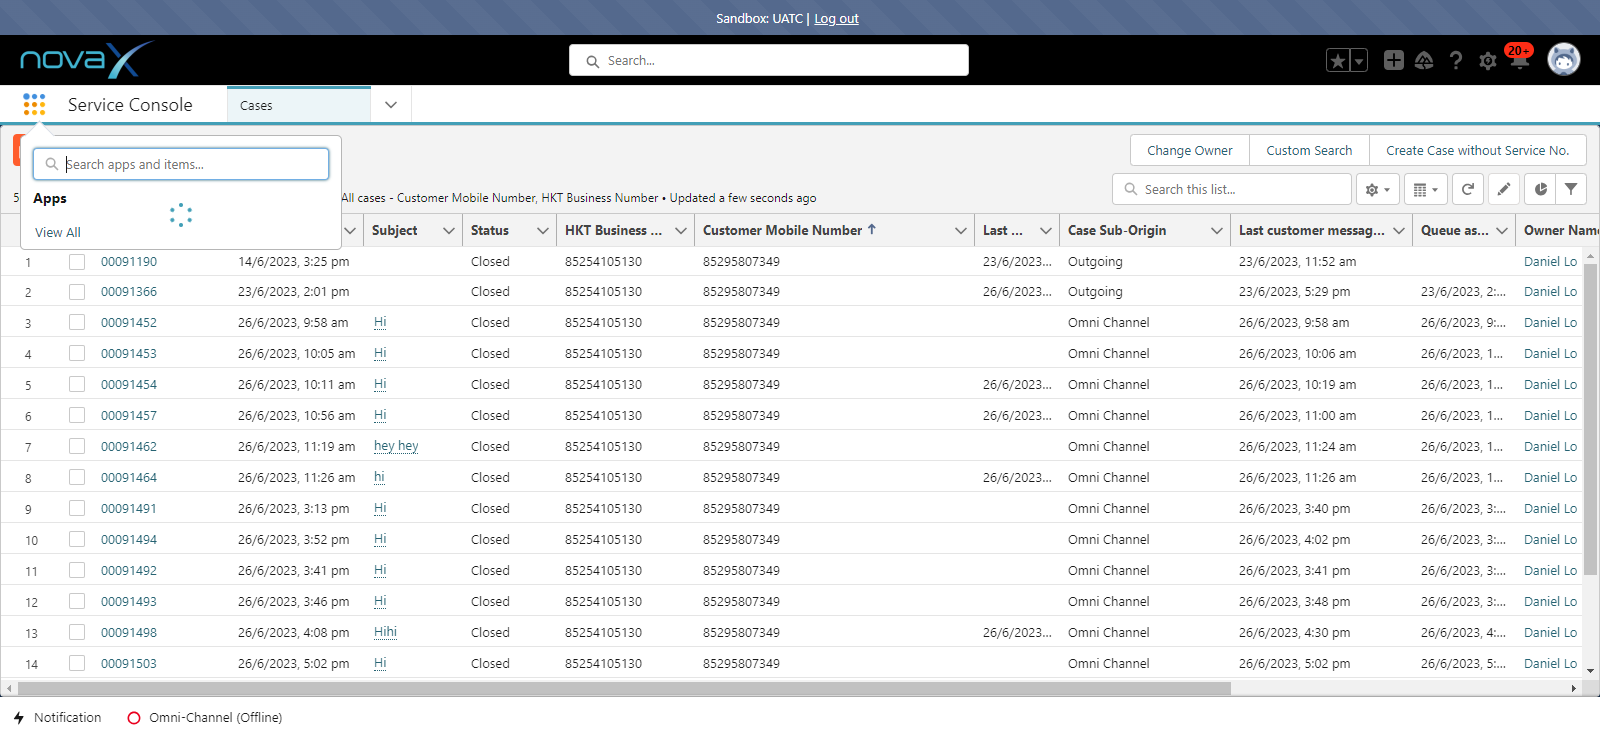 Sandbox: UATC | Log out
novaX
Search...
20+
Service Console
Cases
Search apps and items...
Apps
View All
Change Owner
Custom Search
Create Case without Service No.
5
All cases - Customer Mobile Number, HKT Business Number • Updated a few seconds ago
Search this list...
Subject Status HKT Business ... Customer Mobile Number Last ... Case Sub-Origin Last customer messag... Queue as... Owner Name
1 00091190 14/6/2023, 3:25 pm Closed 85254105130 85295807349 23/6/2023... Outgoing 23/6/2023, 11:52 am Daniel Lo
2 00091366 23/6/2023, 2:01 pm Closed 85254105130 85295807349 26/6/2023... Outgoing 23/6/2023, 5:29 pm 23/6/2023, 2:... Daniel Lo
3 00091452 26/6/2023, 9:58 am Hi Closed 85254105130 85295807349 Omni Channel 26/6/2023, 9:58 am 26/6/2023, 9:... Daniel Lo
4 00091453 26/6/2023, 10:05 am Hi Closed 85254105130 85295807349 Omni Channel 26/6/2023, 10:06 am 26/6/2023, 1... Daniel Lo
5 00091454 26/6/2023, 10:11 am Hi Closed 85254105130 85295807349 26/6/2023... Omni Channel 26/6/2023, 10:19 am 26/6/2023, 1... Daniel Lo
6 00091457 26/6/2023, 10:56 am Hi Closed 85254105130 85295807349 26/6/2023... Omni Channel 26/6/2023, 11:00 am 26/6/2023, 1... Daniel Lo
7 00091462 26/6/2023, 11:19 am hey hey Closed 85254105130 85295807349 Omni Channel 26/6/2023, 11:24 am 26/6/2023, 1... Daniel Lo
8 00091464 26/6/2023, 11:26 am hi Closed 85254105130 85295807349 26/6/2023... Omni Channel 26/6/2023, 11:26 am 26/6/2023, 1... Daniel Lo
9 00091491 26/6/2023, 3:13 pm Hi Closed 85254105130 85295807349 Omni Channel 26/6/2023, 3:40 pm 26/6/2023, 3:... Daniel Lo
10 00091494 26/6/2023, 3:52 pm Hi Closed 85254105130 85295807349 Omni Channel 26/6/2023, 4:02 pm 26/6/2023, 3:... Daniel Lo
11 00091492 26/6/2023, 3:41 pm Hi Closed 85254105130 85295807349 Omni Channel 26/6/2023, 3:41 pm 26/6/2023, 3:... Daniel Lo
12 00091493 26/6/2023, 3:46 pm Hi Closed 85254105130 85295807349 Omni Channel 26/6/2023, 3:48 pm 26/6/2023, 3:... Daniel Lo
13 00091498 26/6/2023, 4:08 pm Hihi Closed 85254105130 85295807349 26/6/2023... Omni Channel 26/6/2023, 4:30 pm 26/6/2023, 4:... Daniel Lo
14 00091503 26/6/2023, 5:02 pm Hi Closed 85254105130 85295807349 Omni Channel 26/6/2023, 5:02 pm 26/6/2023, 5:... Daniel Lo
Notification
Omni-Channel (Offline)